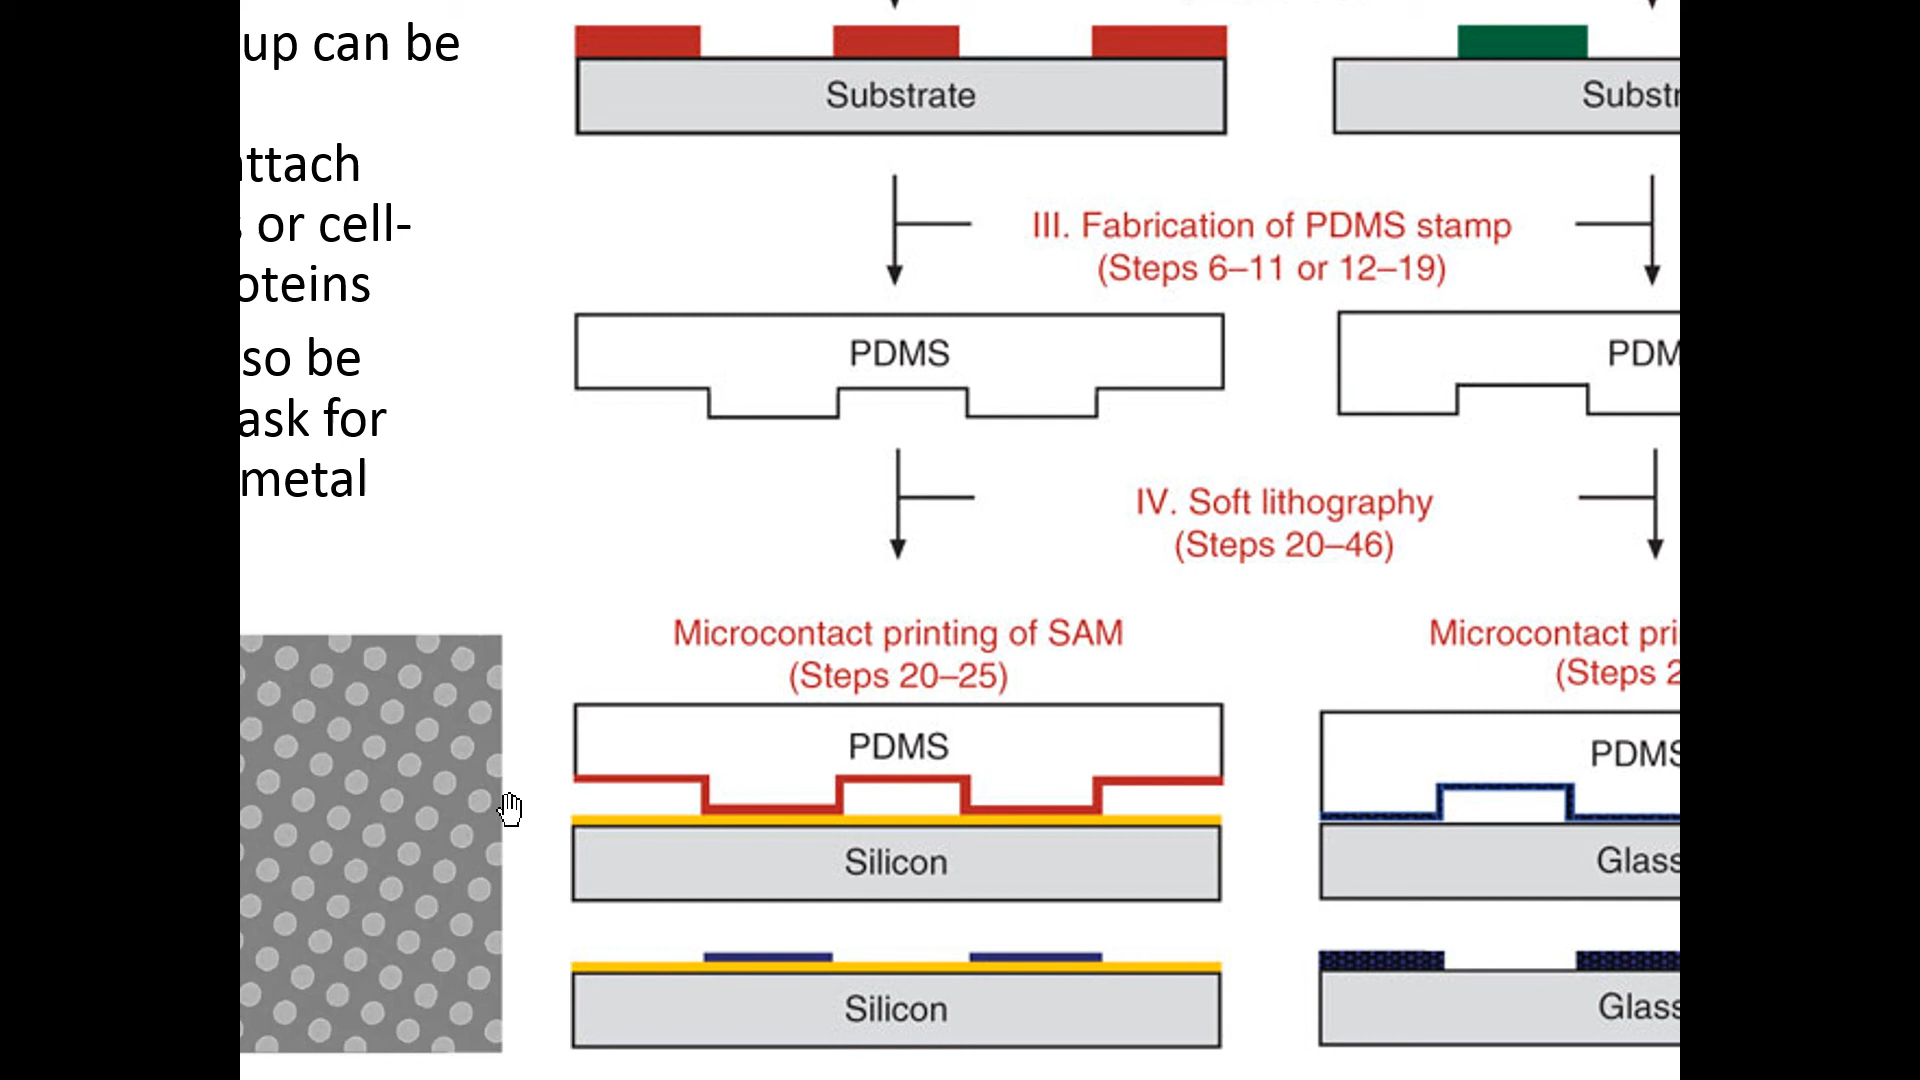 up can be
ttach
or cell-
oteins
so be
ask for
metal
Substrate
Substr
III. Fabrication of PDMS stamp
(Steps 6–11 or 12–19)
PDMS
PDM
IV. Soft lithography
(Steps 20–46)
Microcontact printing of SAM
(Steps 20–25)
Microcontact pri
(Steps 2
PDMS
PDMS
Silicon
Glass
Silicon
Glass